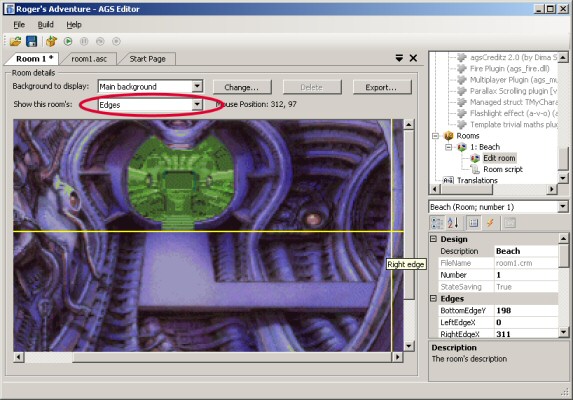 Roger's Adventure - AGS Editor
File Build Help
Room 1 * room1.asc Start Page
Room details
Background to display: Main background Change... Delete Export...
Show this room's: Edges Mouse Position: 312, 97
Right edge
agsCreditz 2.0 (by Dima S
Fire Plugin (ags_fire.dll)
Multiplayer Plugin (ags_mu
Parallax Scrolling plugin [v
Managed struct TMyChara
Flashlight effect (a-v-o) (e
Template trivial maths plug
Rooms
1: Beach
Edit room
Room script
Translations
Beach (Room; number 1)
Design
Description Beach
FileName room1.crm
Number 1
StateSaving True
Edges
BottomEdgeY 198
LeftEdgeX 0
RightEdgeX 311
Description
The room's description